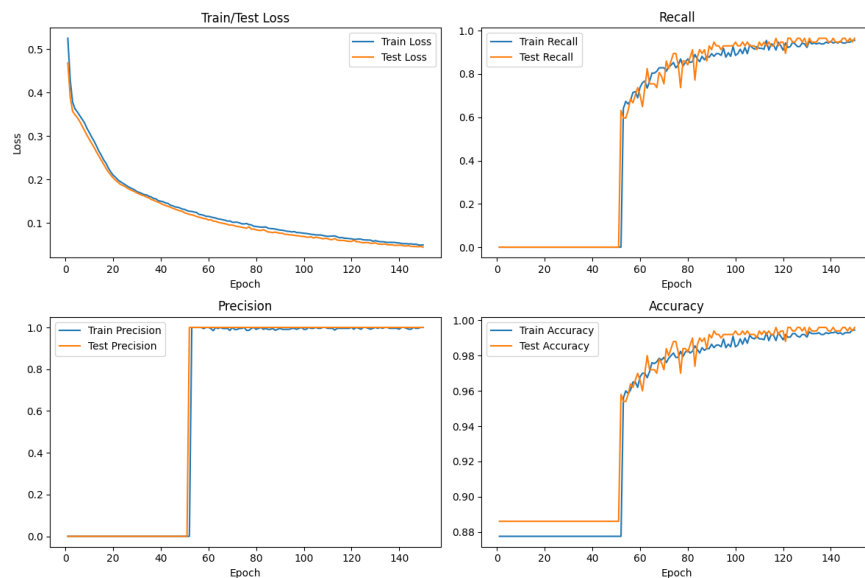 Train/Test Loss
Train Loss
Test Loss
Loss
0.5
0.4
0.3
0.2
0.1
0 20 40 60 80 100 120 140
Epoch
Recall
Train Recall
Test Recall
1.0
0.8
0.6
0.4
0.2
0.0
0 20 40 60 80 100 120 140
Epoch
Precision
Train Precision
Test Precision
1.0
0.8
0.6
0.4
0.2
0.0
0 20 40 60 80 100 120 140
Epoch
Accuracy
Train Accuracy
Test Accuracy
1.00
0.98
0.96
0.94
0.92
0.90
0.88
0 20 40 60 80 100 120 140
Epoch